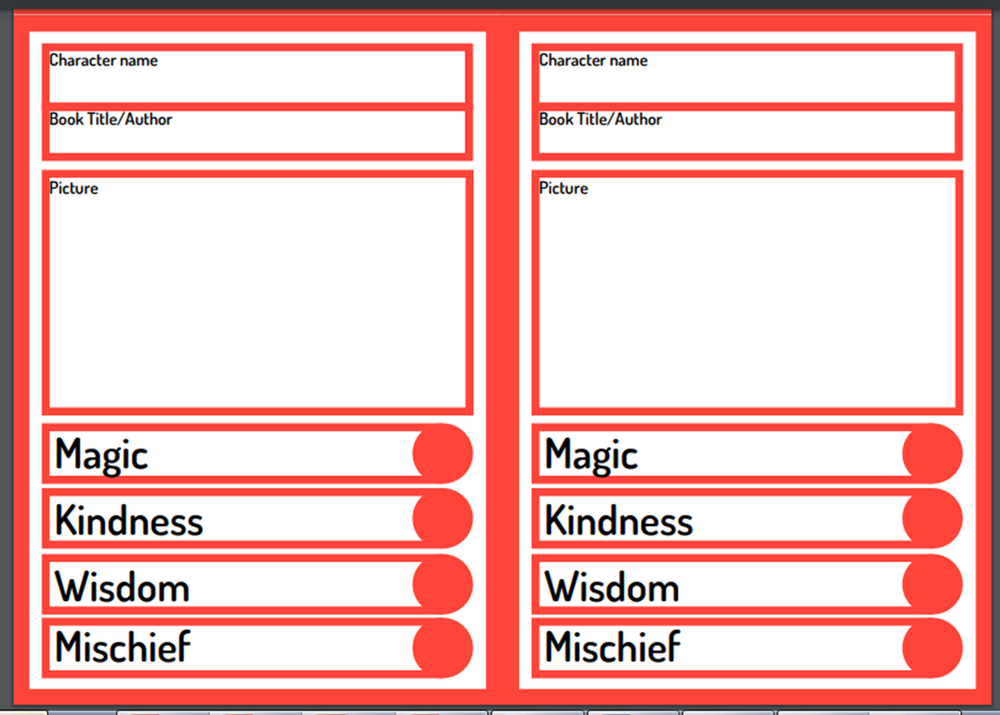 Character name
Book Title/Author
Picture
Magic
Kindness
Wisdom
Mischief
Character name
Book Title/Author
Picture
Magic
Kindness
Wisdom
Mischief